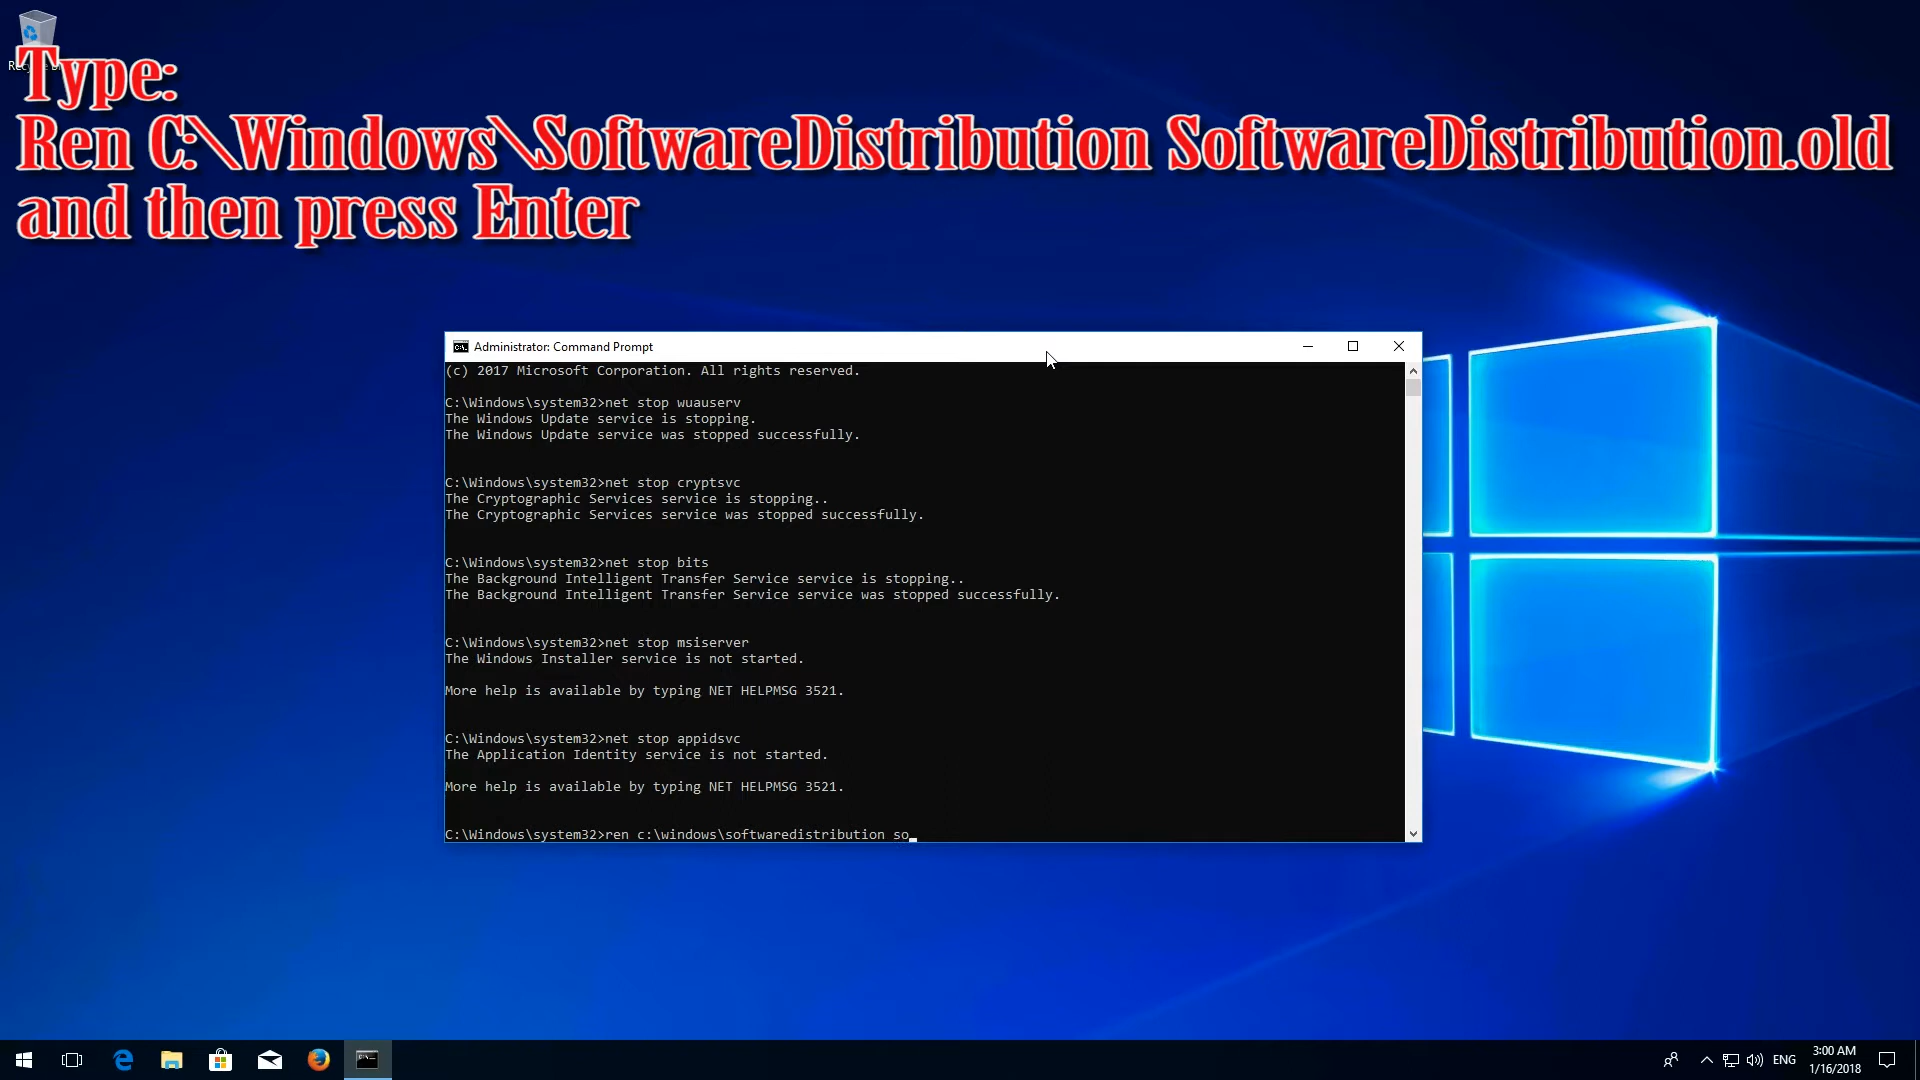 Type:
Ren C:\Windows\SoftwareDistribution SoftwareDistribution.old
and then press Enter
Administrator: Command Prompt
(c) 2017 Microsoft Corporation. All rights reserved.
C:\Windows\system32>net stop wuauserv
The Windows Update service is stopping.
The Windows Update service was stopped successfully.
C:\Windows\system32>net stop cryptsvc
The Cryptographic Services service is stopping..
The Cryptographic Services service was stopped successfully.
C:\Windows\system32>net stop bits
The Background Intelligent Transfer Service service is stopping..
The Background Intelligent Transfer Service service was stopped successfully.
C:\Windows\system32>net stop msiserver
The Windows Installer service is not started.
More help is available by typing NET HELPMSG 3521.
C:\Windows\system32>net stop appidsvc
The Application Identity service is not started.
More help is available by typing NET HELPMSG 3521.
C:\Windows\system32>ren c:\windows\softwaredistribution so_
ENG
3:00 AM
1/16/2018